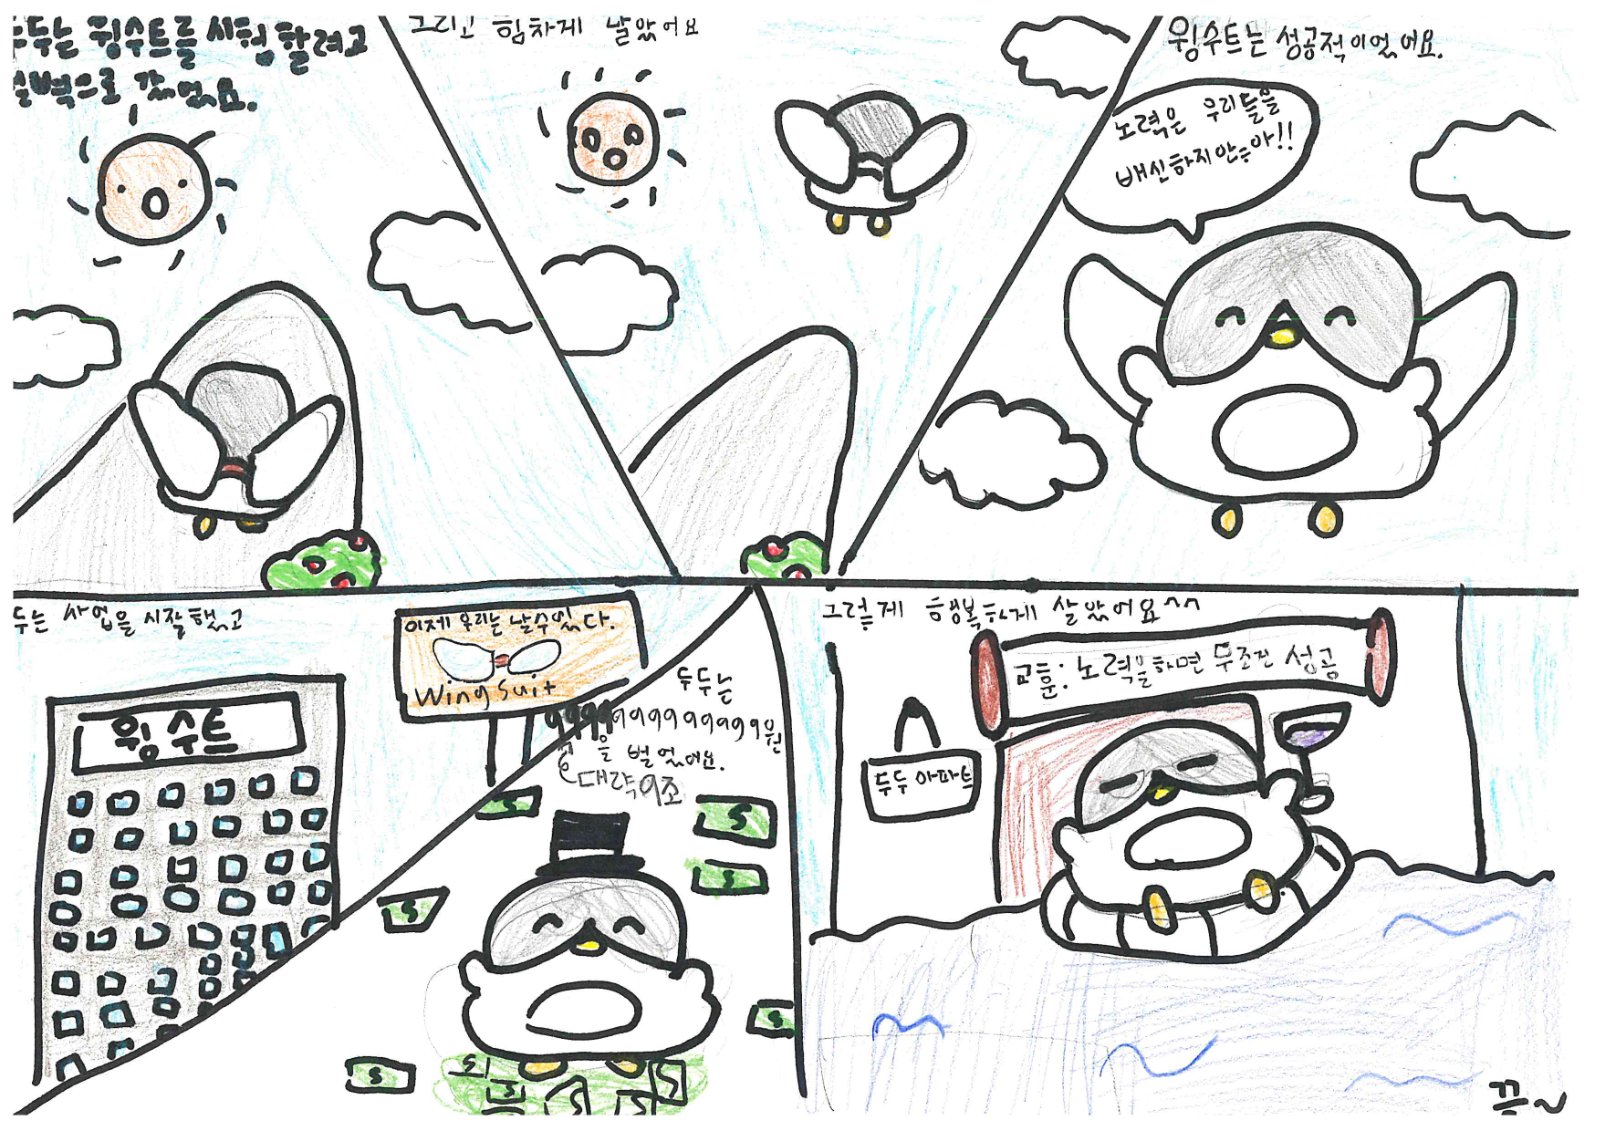 두두는 윙수트를 시험할려고
절벽으로 갔었요.
그리고 힘차게 날았어요
윙수트는 성공적이었어요.
노력은 우리들을
배신하지안슴아!!
두는 사업을 시작했고
윙수트
이제 우리는 날수있다.
Wingsuit
두두는
9999999999999원
을 벌었어요.
대략9조
그렇게 행복하게 살았어요^^
교훈: 노력을하면 무조건 성공
두두 아파트
끝~